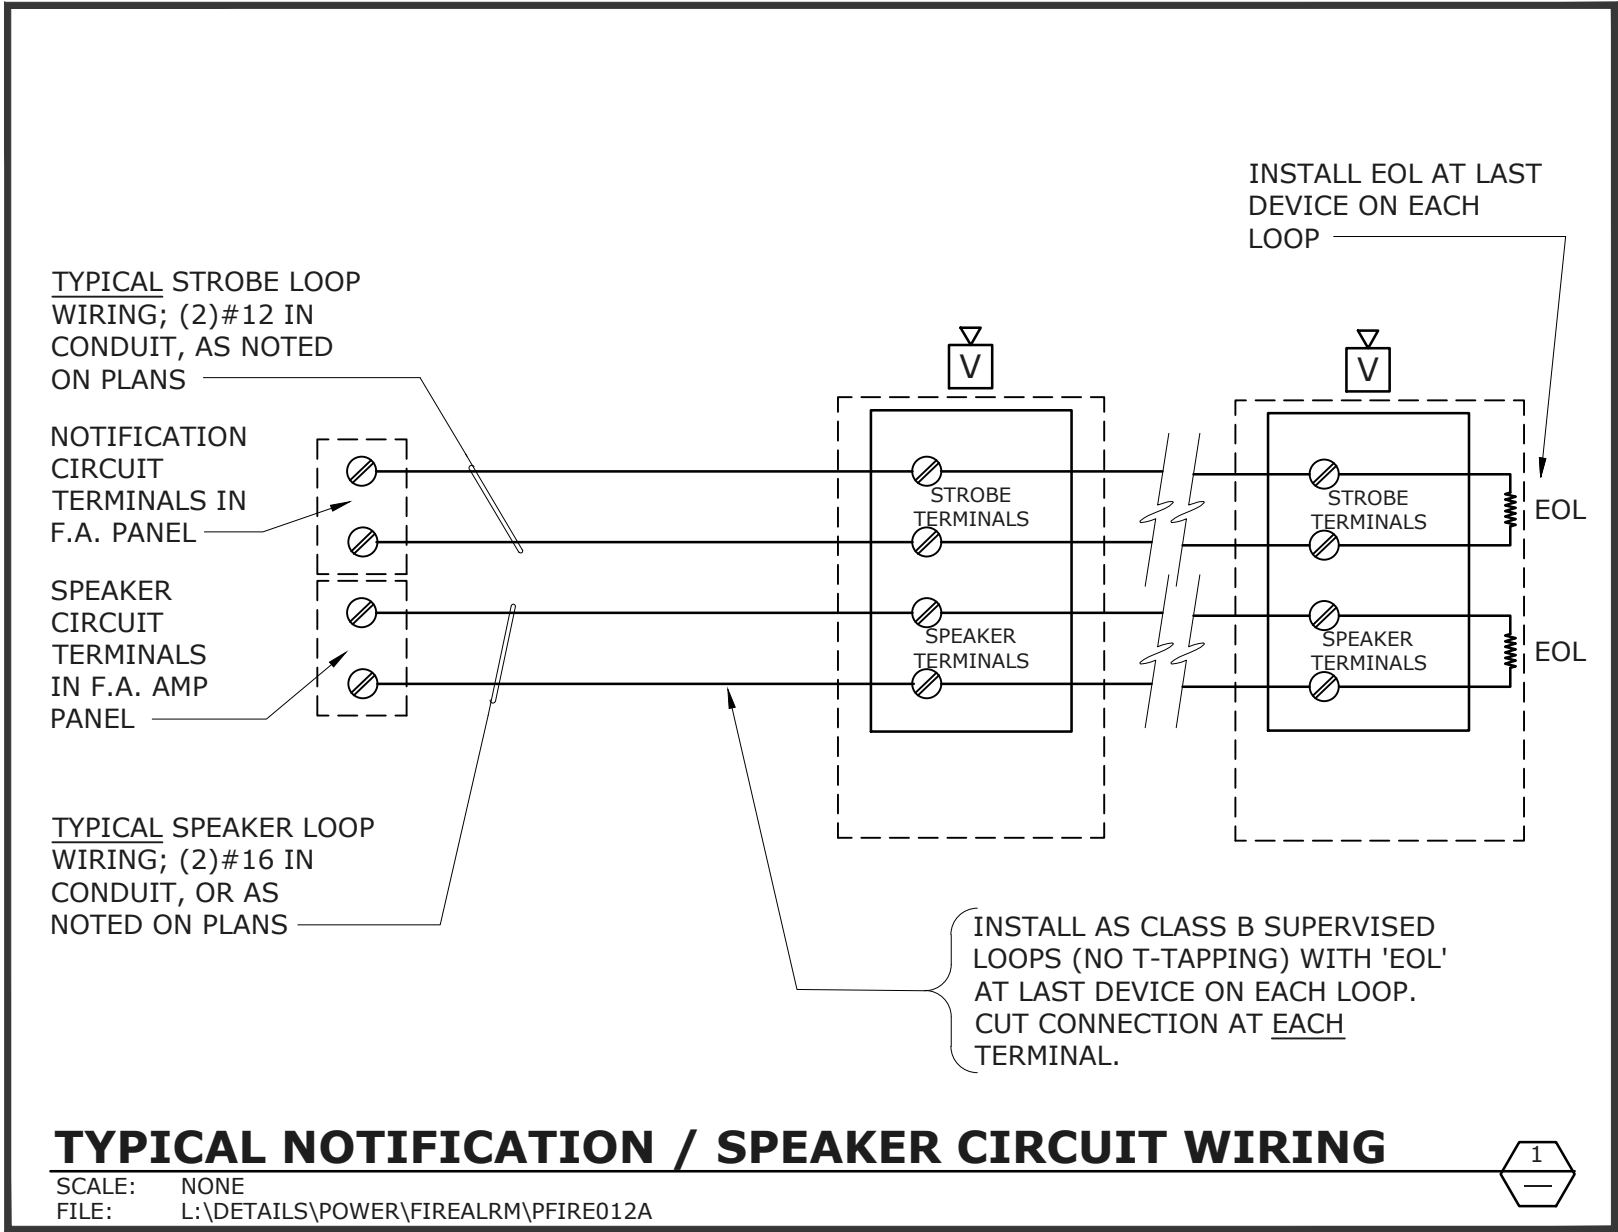 INSTALL EOL AT LAST
DEVICE ON EACH
LOOP
TYPICAL STROBE LOOP
WIRING; (2)#12 IN
CONDUIT, AS NOTED
ON PLANS
V
V
NOTIFICATION
CIRCUIT
TERMINALS IN
F.A. PANEL
STROBE
TERMINALS
STROBE
TERMINALS
EOL
SPEAKER
CIRCUIT
TERMINALS
IN F.A. AMP
PANEL
SPEAKER
TERMINALS
SPEAKER
TERMINALS
EOL
TYPICAL SPEAKER LOOP
WIRING; (2)#16 IN
CONDUIT, OR AS
NOTED ON PLANS
INSTALL AS CLASS B SUPERVISED
LOOPS (NO T-TAPPING) WITH 'EOL'
AT LAST DEVICE ON EACH LOOP.
CUT CONNECTION AT EACH
TERMINAL.
TYPICAL NOTIFICATION / SPEAKER CIRCUIT WIRING
1
—
SCALE: NONE
FILE: L:\DETAILS\POWER\FIREALRM\PFIRE012A